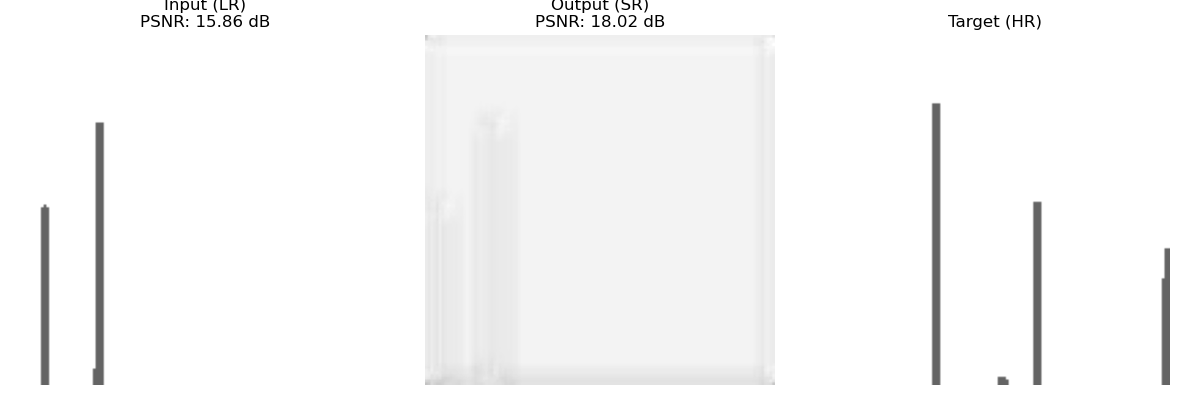 Input (LR)
PSNR: 15.86 dB
Output (SR)
PSNR: 18.02 dB
Target (HR)